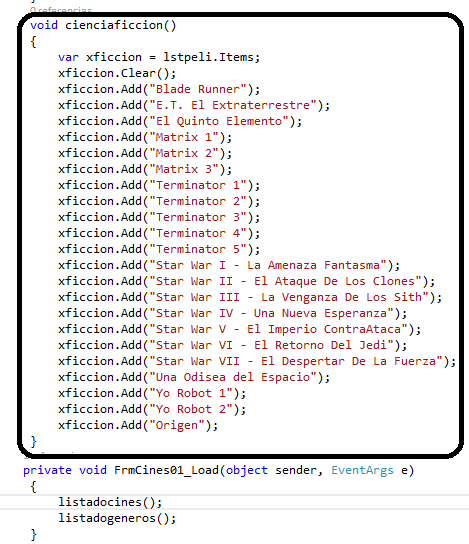 0 referencias
void cienciaficcion()
{
var xficcion = lstpeli.Items;
xficcion.Clear();
xficcion.Add("Blade Runner");
xficcion.Add("E.T. El Extraterrestre");
xficcion.Add("El Quinto Elemento");
xficcion.Add("Matrix 1");
xficcion.Add("Matrix 2");
xficcion.Add("Matrix 3");
xficcion.Add("Terminator 1");
xficcion.Add("Terminator 2");
xficcion.Add("Terminator 3");
xficcion.Add("Terminator 4");
xficcion.Add("Terminator 5");
xficcion.Add("Star War I - La Amenaza Fantasma");
xficcion.Add("Star War II - El Ataque De Los Clones");
xficcion.Add("Star War III - La Venganza De Los Sith");
xficcion.Add("Star War IV - Una Nueva Esperanza");
xficcion.Add("Star War V - El Imperio ContraAtaca");
xficcion.Add("Star War VI - El Retorno Del Jedi");
xficcion.Add("Star War VII - El Despertar De La Fuerza");
xficcion.Add("Una Odisea del Espacio");
xficcion.Add("Yo Robot 1");
xficcion.Add("Yo Robot 2");
xficcion.Add("Origen");
}
private void FrmCines01_Load(object sender, EventArgs e)
{
listadocines();
listadogeneros();
}